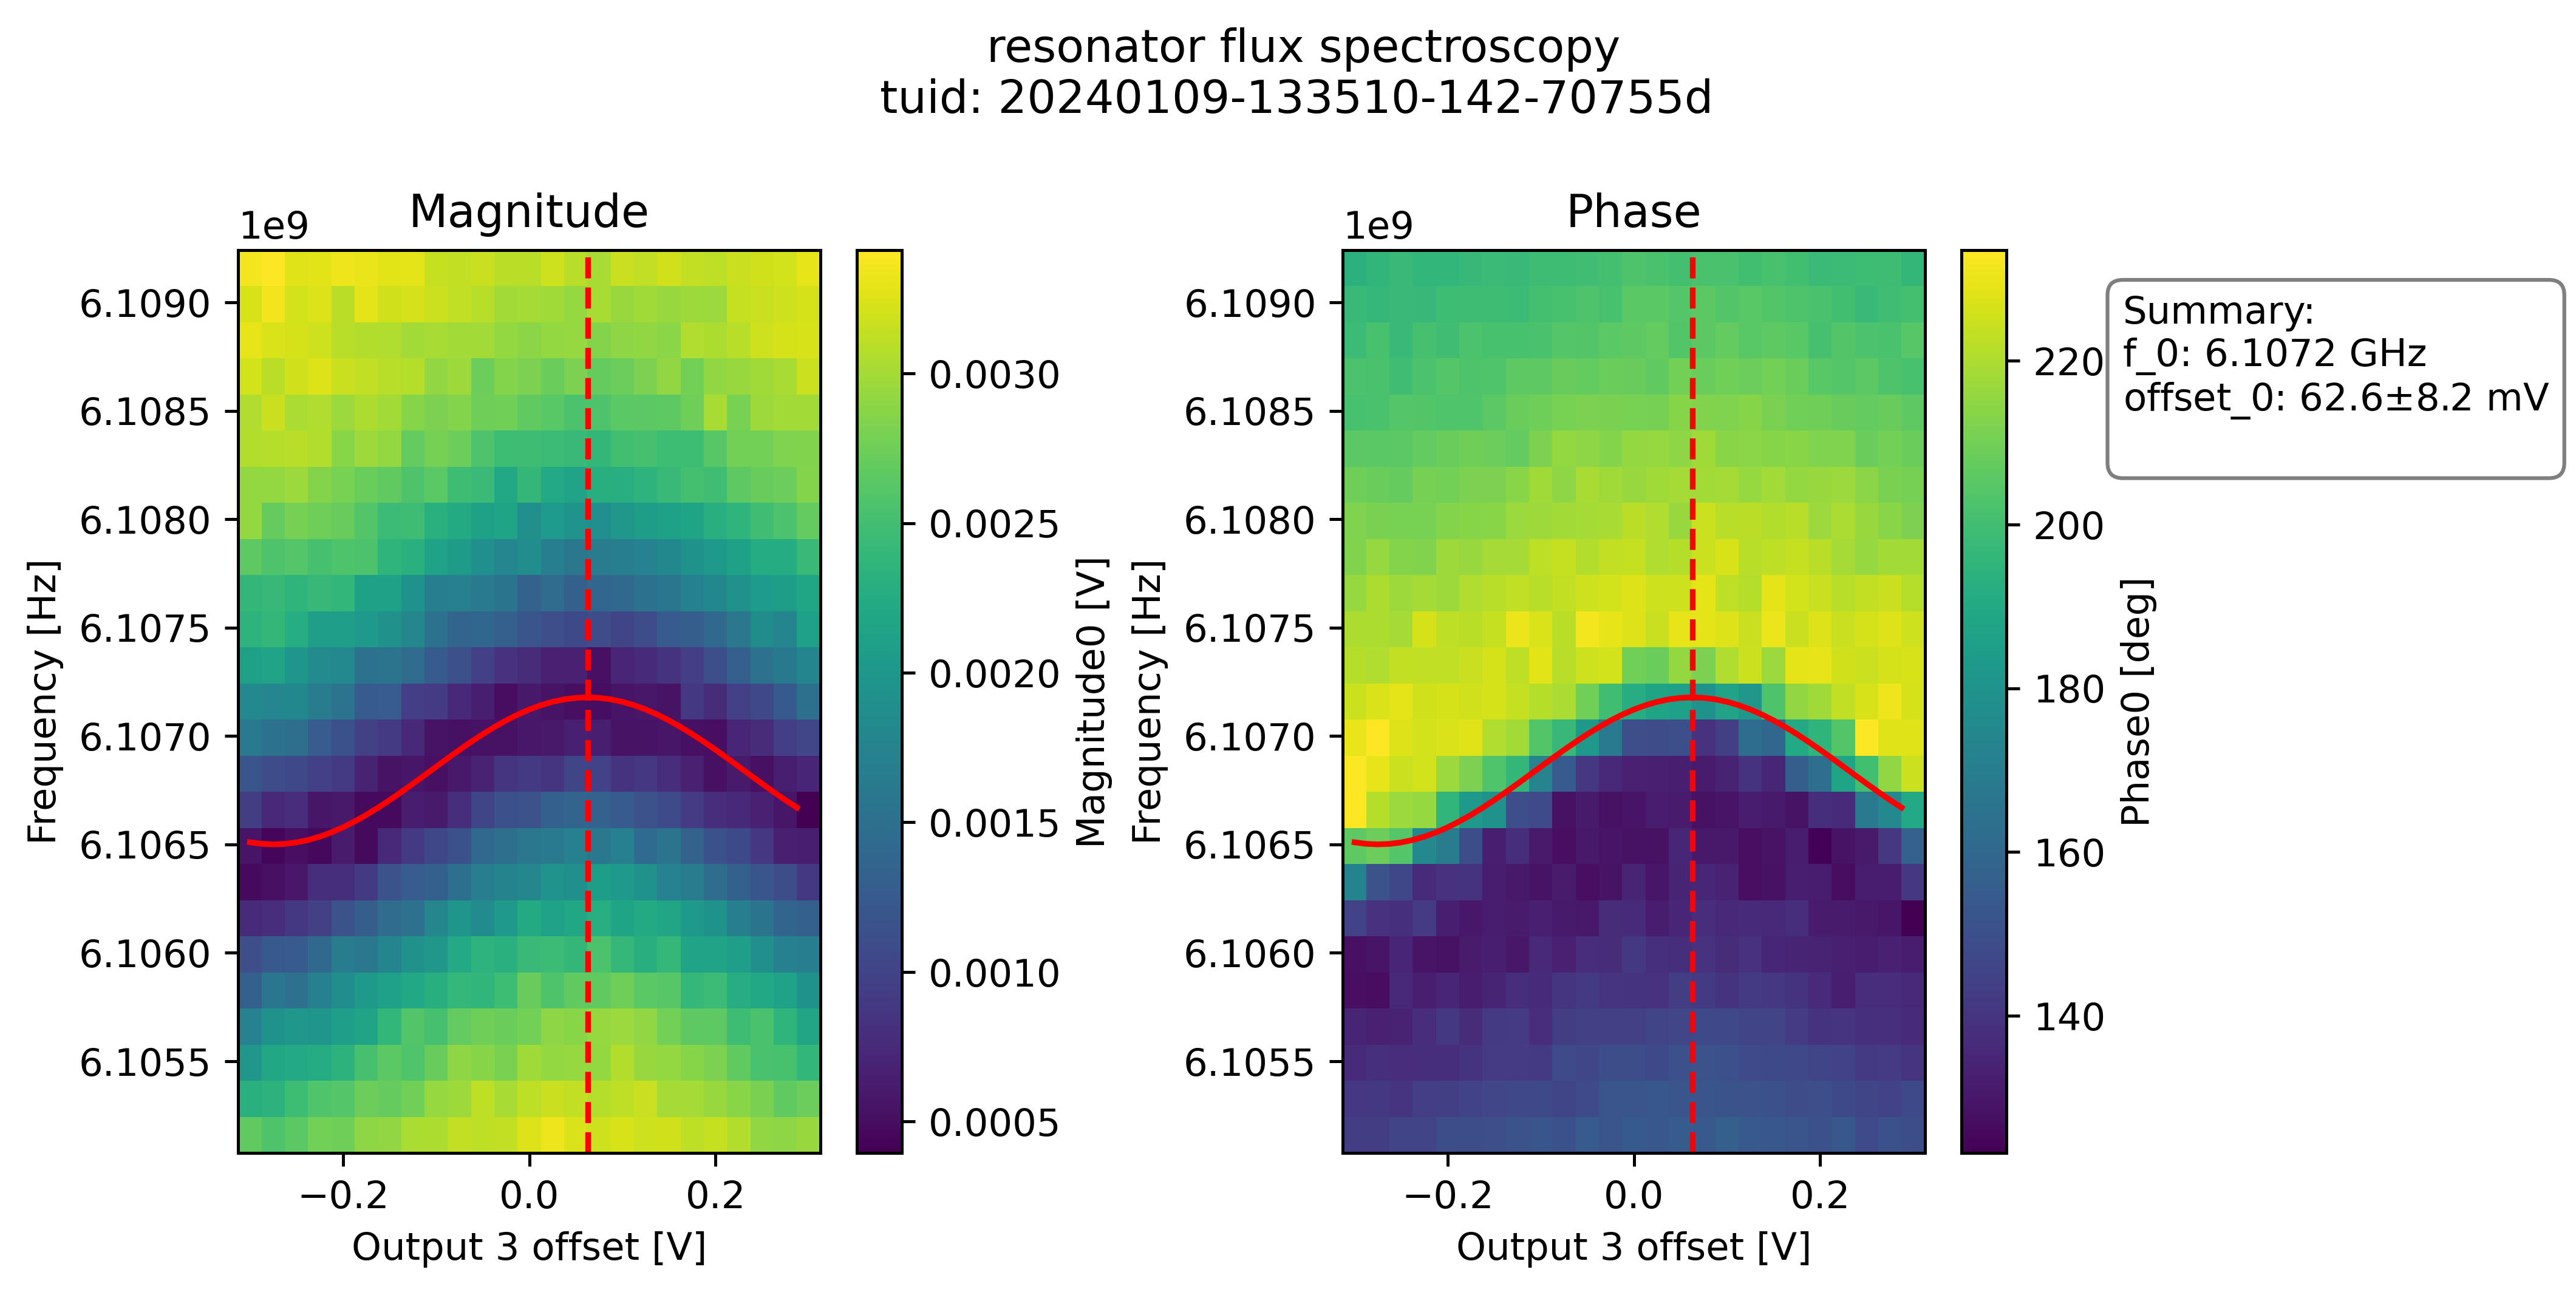 resonator flux spectroscopy
tuid: 20240109-133510-142-70755d
Magnitude
1e9
6.1090
6.1085
6.1080
6.1075
6.1070
6.1065
6.1060
6.1055
Frequency [Hz]
−0.2 0.0 0.2
Output 3 offset [V]
0.0030
0.0025
0.0020
0.0015
0.0010
0.0005
Magnitude0 [V]
Phase
1e9
6.1090
6.1085
6.1080
6.1075
6.1070
6.1065
6.1060
6.1055
Frequency [Hz]
−0.2 0.0 0.2
Output 3 offset [V]
220
200
180
160
140
Phase0 [deg]
Summary:
f_0: 6.1072 GHz
offset_0: 62.6±8.2 mV